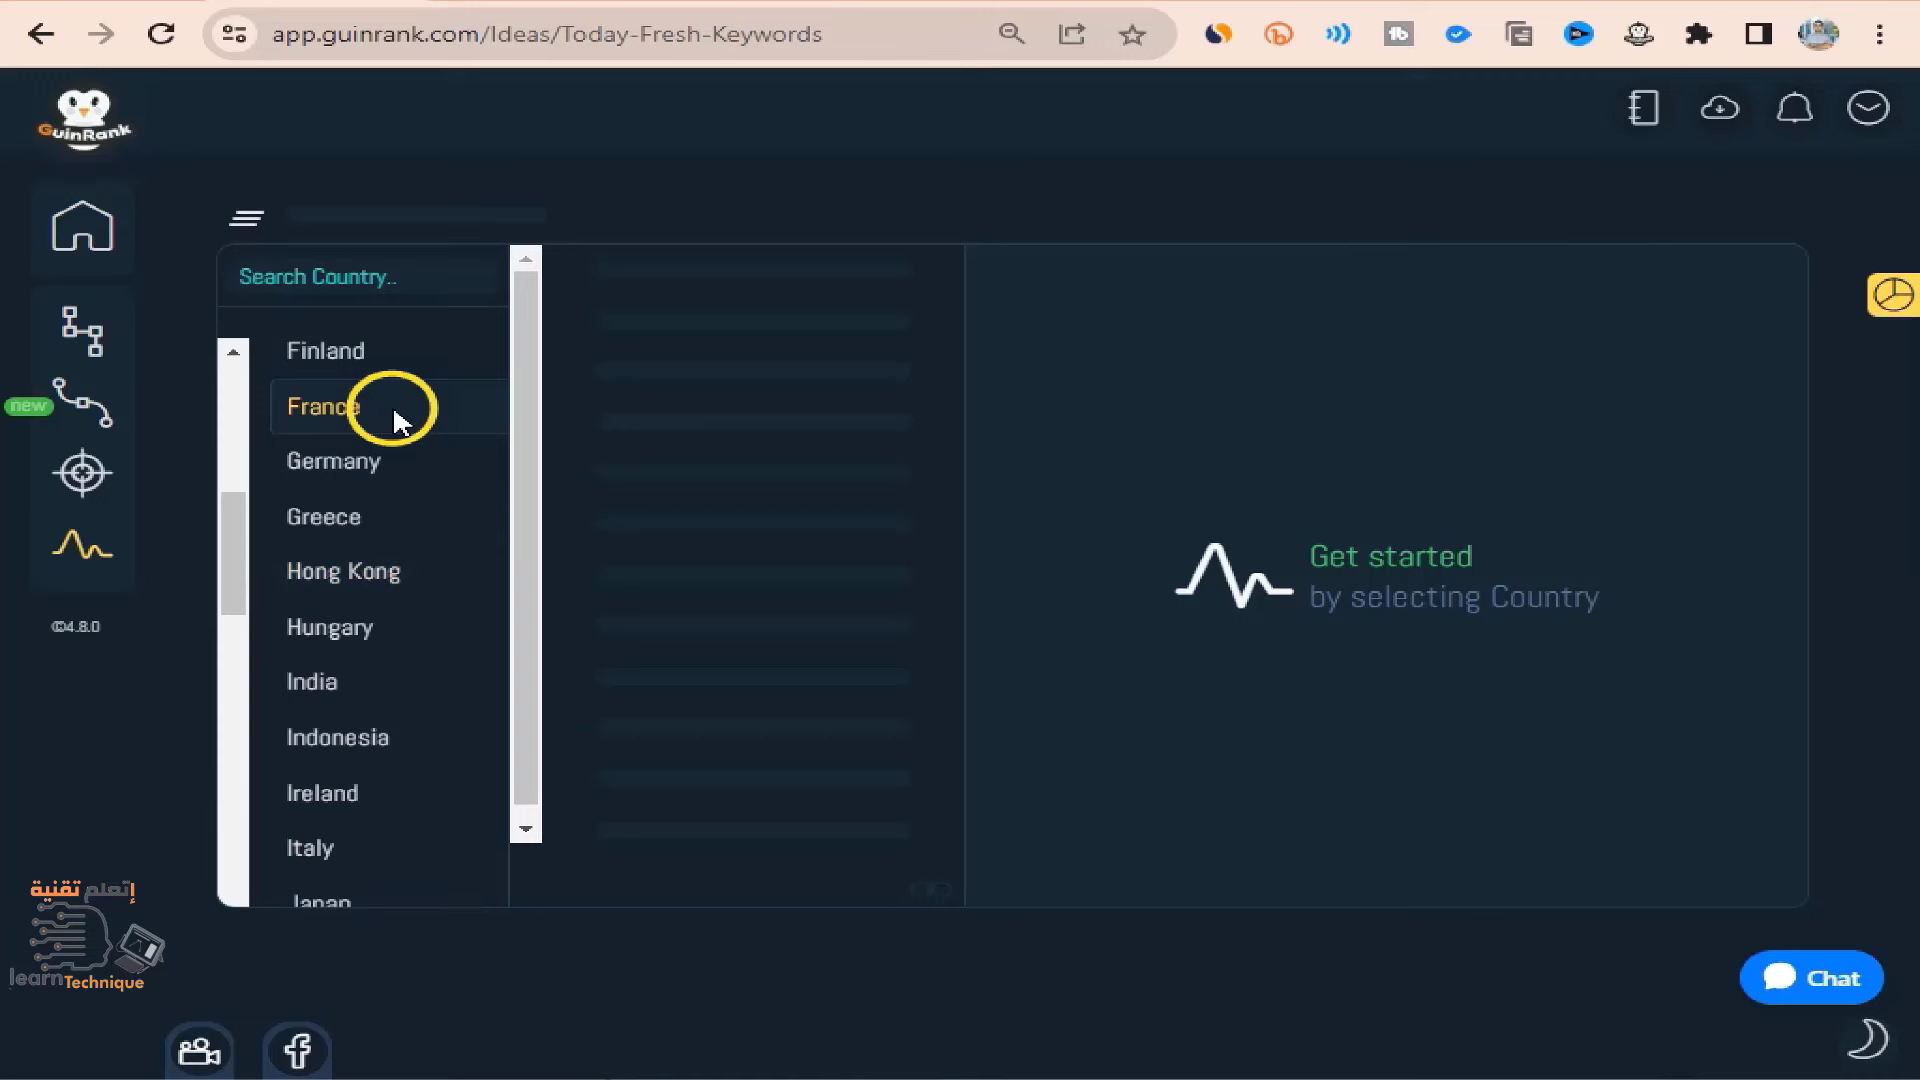 app.guinrank.com/Ideas/Today-Fresh-Keywords
GuinRank
Search Country..
Finland
France
Germany
Greece
Hong Kong
Hungary
India
Indonesia
Ireland
Italy
Japan
new
©4.8.0
Get started
by selecting Country
إتعلم تقنية
learnTechnique
Chat